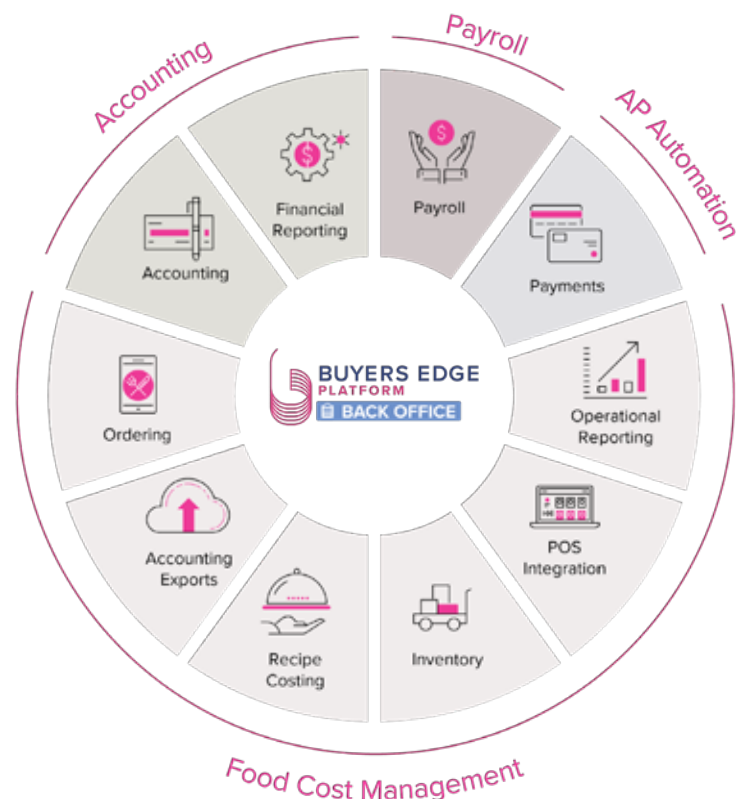 Accounting
Payroll
AP Automation
Financial
Reporting
$
Payroll
$
Accounting
Payments
Ordering
BUYERS EDGE
PLATFORM
BACK OFFICE
Operational
Reporting
Accounting
Exports
POS
Integration
Recipe
Costing
Inventory
Food Cost Management